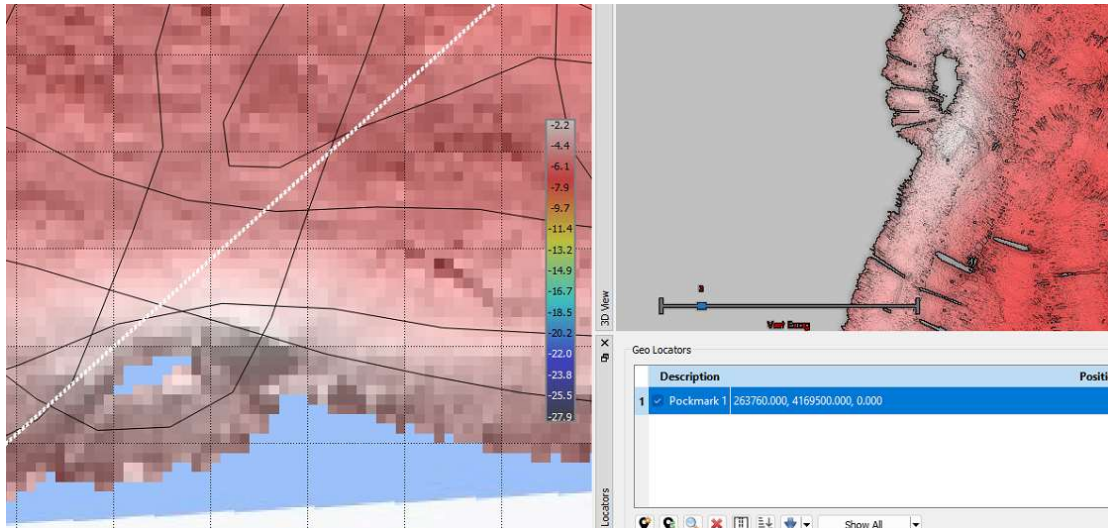 -2.2
-4.4
-6.1
-7.9
-9.7
-11.4
-13.2
-14.9
-16.7
-18.5
-20.2
-22.0
-23.8
-25.5
-27.9
3D View
Vert Exag
Geo Locators
Description Positi
1 Pockmark 1 263760.000, 4169500.000, 0.000
Locators
Show All